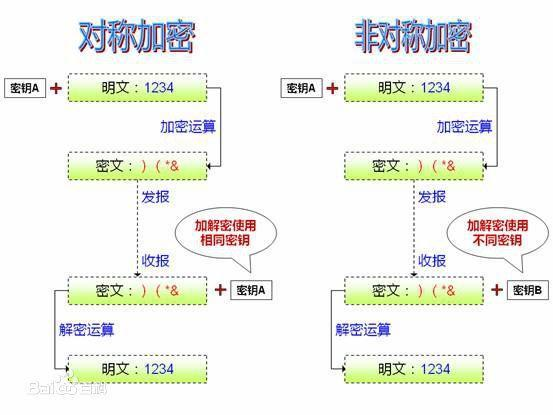 对称加密
密钥A + 明文：1234
加密运算
密文：）（*&
发报
加解密使用
相同密钥
收报
密文：）（*& + 密钥A
解密运算
明文：1234
Bai百科
非对称加密
密钥A + 明文：1234
加密运算
密文：）（*&
发报
加解密使用
不同密钥
收报
密文：）（*& + 密钥B
解密运算
明文：1234